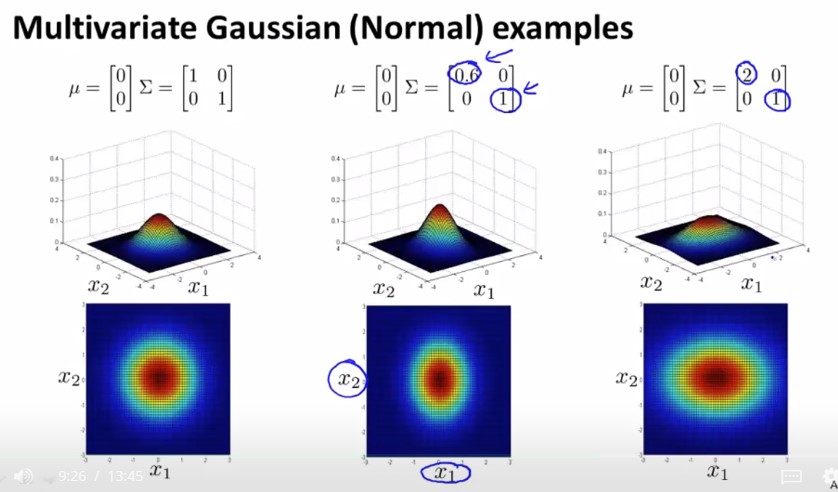 Multivariate Gaussian (Normal) examples
μ = [0 0] Σ = [1 0 0 1]
μ = [0 0] Σ = [0.6 0 0 1]
μ = [0 0] Σ = [2 0 0 1]
x2 x1
x2 x1
x2 x1
x2
x2
x2
9:26 / 13:45
x1
x1
x1